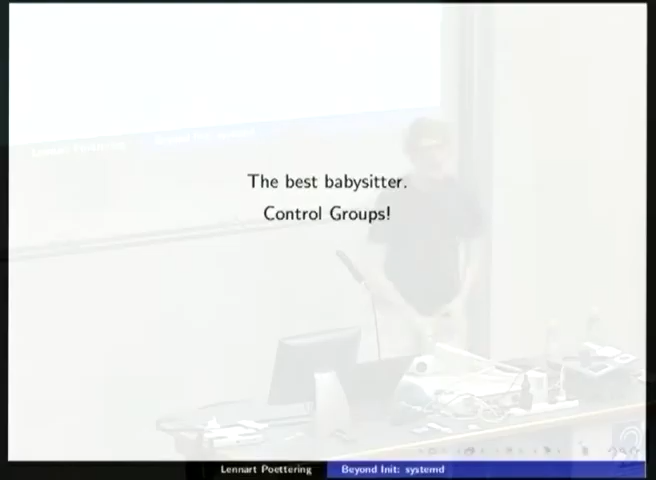 The best babysitter.
Control Groups!
Lennart Poettering Beyond Init: systemd